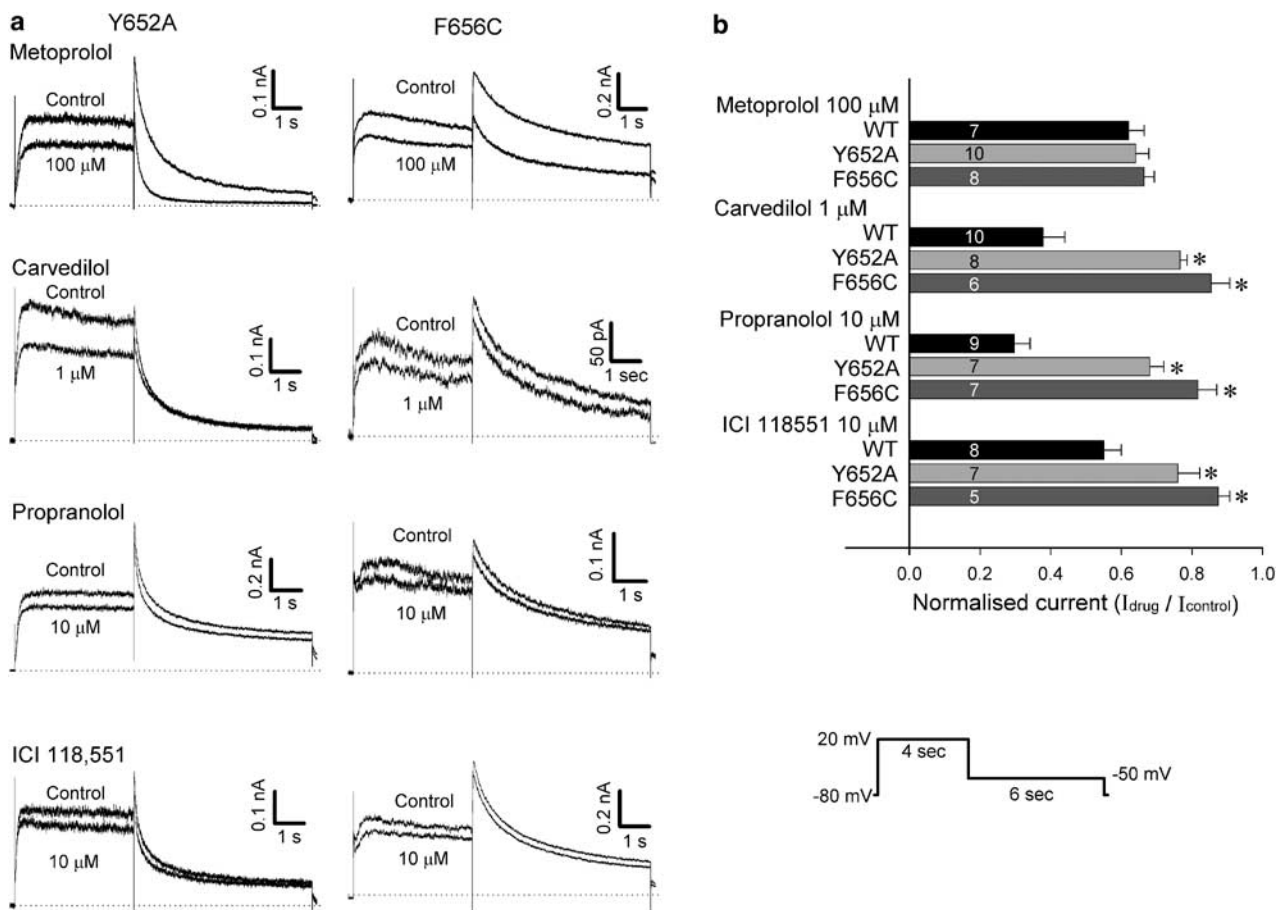 a
Y652A
F656C
Metoprolol
Control
100 µM
0.1 nA
1 s
Control
100 µM
0.2 nA
1 s
Carvedilol
Control
1 µM
0.1 nA
1 s
Control
1 µM
50 pA
1 sec
Propranolol
Control
10 µM
0.2 nA
1 s
Control
10 µM
0.1 nA
1 s
ICI 118,551
Control
10 µM
0.1 nA
1 s
Control
10 µM
0.2 nA
1 s
b
Metoprolol 100 µM
WT 7
Y652A 10
F656C 8
Carvedilol 1 µM
WT 10
Y652A 8 *
F656C 6 *
Propranolol 10 µM
WT 9
Y652A 7 *
F656C 7 *
ICI 118551 10 µM
WT 8
Y652A 7 *
F656C 5 *
0.0 0.2 0.4 0.6 0.8 1.0
Normalised current (Idrug / Icontrol)
20 mV
4 sec
-50 mV
-80 mV
6 sec